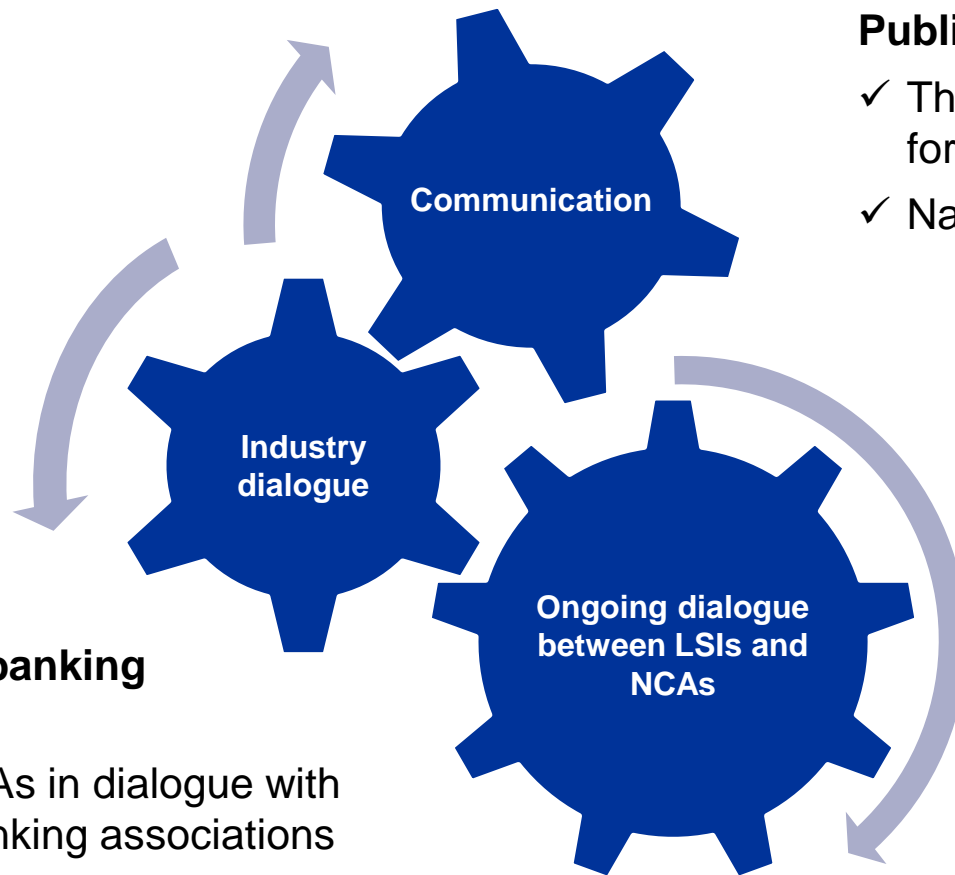 Publi
✓ Th
for
✓ Na
Communication
Industry
dialogue
Ongoing dialogue
between LSIs and
NCAs
banking
As in dialogue with
nking associations